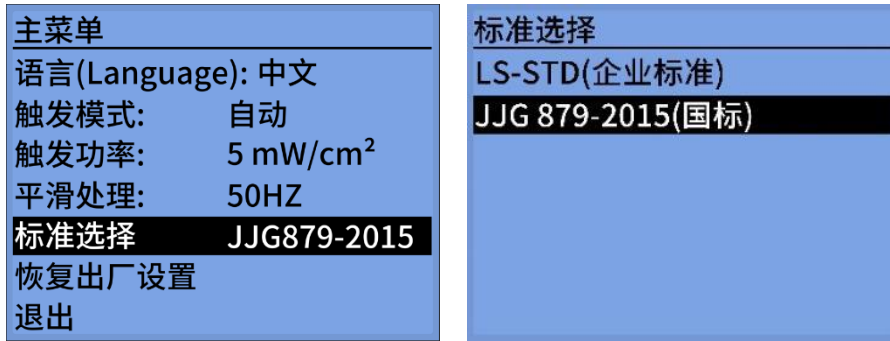 主菜单
语言(Language): 中文
触发模式: 自动
触发功率: 5 mW/cm²
平滑处理: 50HZ
标准选择 JJG879-2015
恢复出厂设置
退出
标准选择
LS-STD(企业标准)
JJG 879-2015(国标)